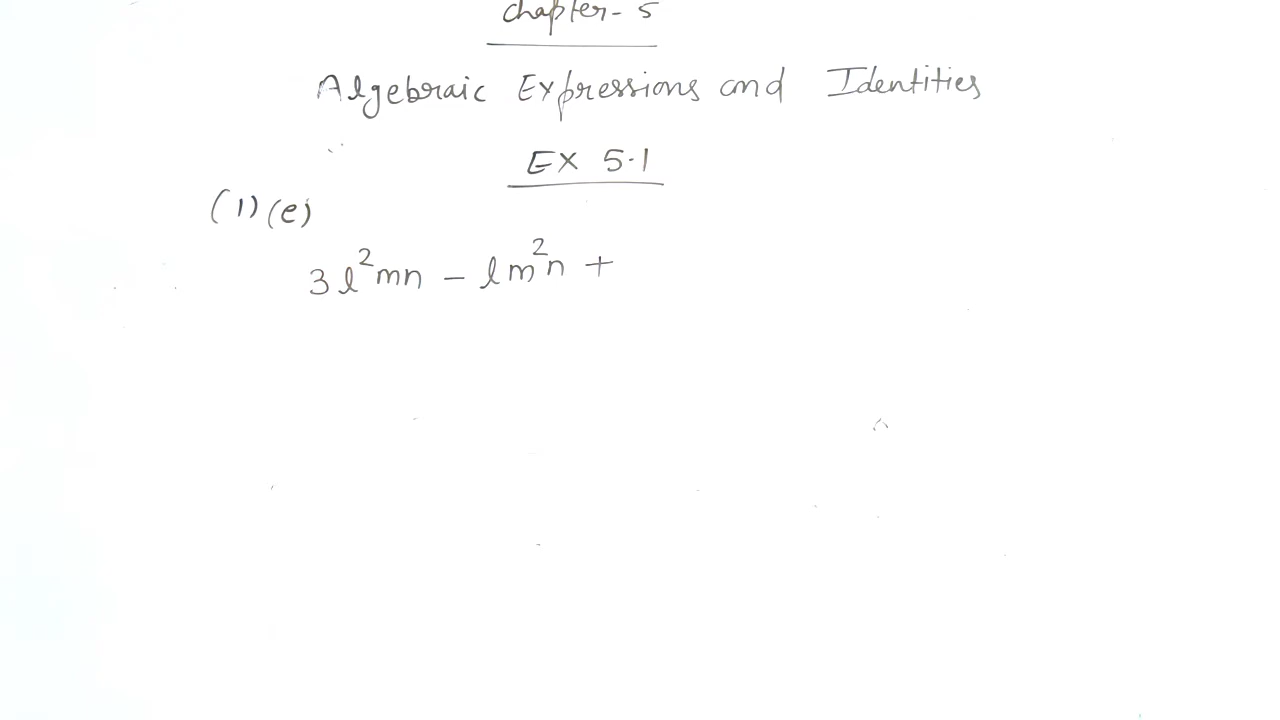 Chapter- 5
Algebraic Expressions and Identities
EX 5.1
(1) (e)
3l²mn – lm²n +